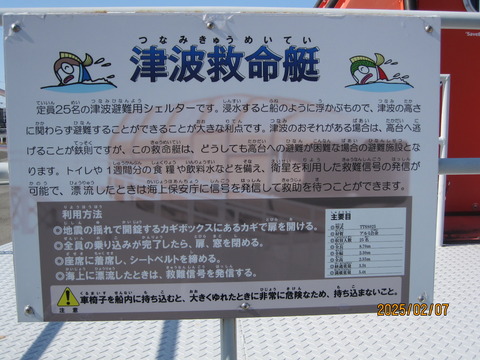 つなみきゅうめいてい
津波救命艇
定員25名の津波避難用シェルターです。浸水すると船のように浮かぶもので、津波の高さ
に関わらず避難することができることが大きな利点です。津波のおそれがある場合は、高台へ逃
げることが鉄則ですが、この救命艇は、どうしても高台への避難が困難な場合の避難施設とな
ります。トイレや1週間分の食糧や飲料水などを備え、衛星を利用した救難信号の発信が
可能で、漂流したときは海上保安庁に信号を発信して救助を待つことができます。
利用方法
◎地震の揺れで開錠するカギボックスにあるカギで扉を開ける。
◎全員の乗り込みが完了したら、扉、窓を閉める。
◎座席に着席し、シートベルトを締める。
◎海上に漂流したときは、救難信号を発信する。
主要目
25名
注意
車椅子を船内に持ち込むと、大きくゆれたときに非常に危険なため、持ち込まないこと。
2025/02/07